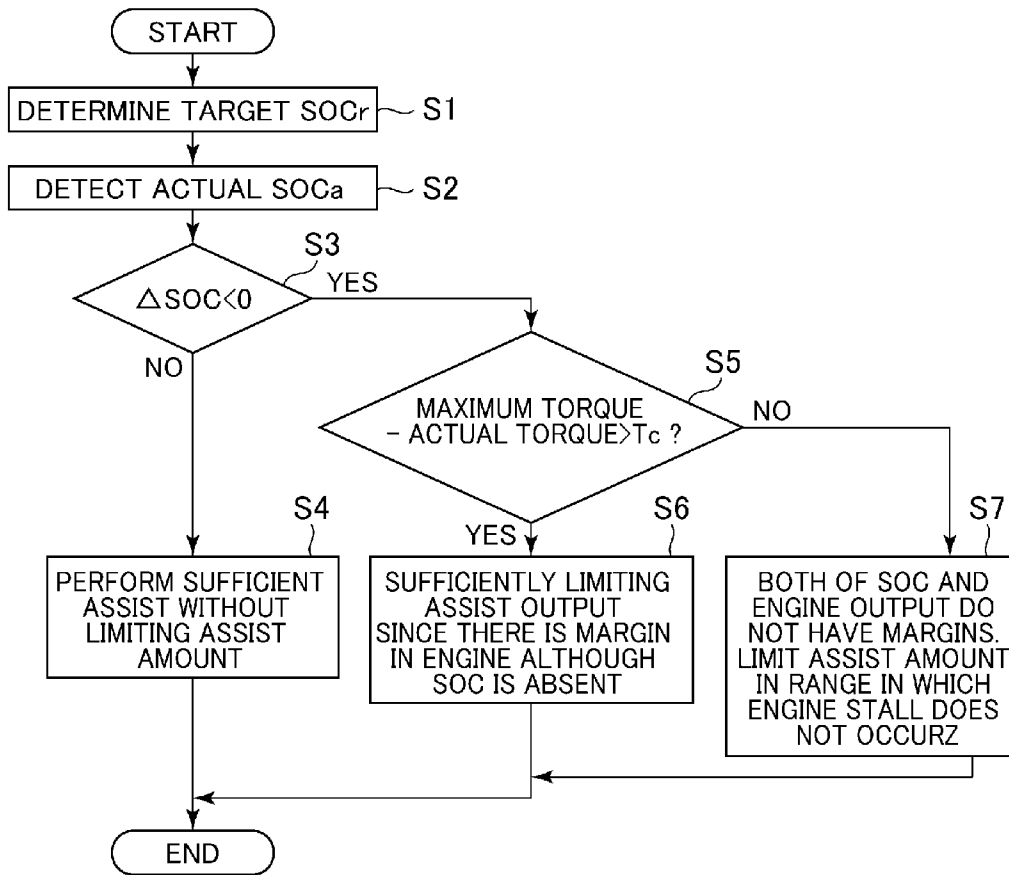 START
DETERMINE TARGET SOCr
S1
DETECT ACTUAL SOCa
S2
S3
△SOC<0
YES
NO
S5
MAXIMUM TORQUE
- ACTUAL TORQUE>Tc ?
NO
YES
S4
PERFORM SUFFICIENT
ASSIST WITHOUT
LIMITING ASSIST
AMOUNT
S6
SUFFICIENTLY LIMITING
ASSIST OUTPUT
SINCE THERE IS MARGIN
IN ENGINE ALTHOUGH
SOC IS ABSENT
S7
BOTH OF SOC AND
ENGINE OUTPUT DO
NOT HAVE MARGINS.
LIMIT ASSIST AMOUNT
IN RANGE IN WHICH
ENGINE STALL DOES
NOT OCCURZ
END